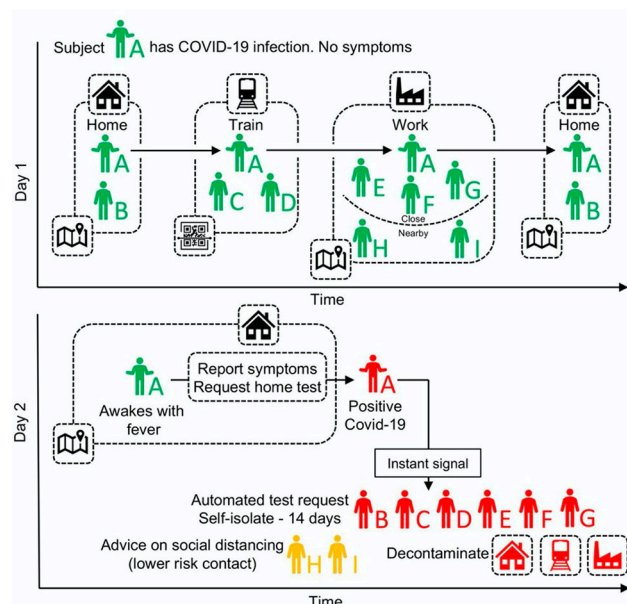 Subject A has COVID-19 infection. No symptoms
Home
Train
Work
Home
A
A
A
A
B
C
D
E
F
G
B
Close
Nearby
H
I
Day 1
Time
Report symptoms
Request home test
A
A
Awakes with
fever
Positive
Covid-19
Instant signal
Automated test request
Self-isolate - 14 days
B C D E F G
Advice on social distancing
(lower risk contact)
H I
Decontaminate
Day 2
Time